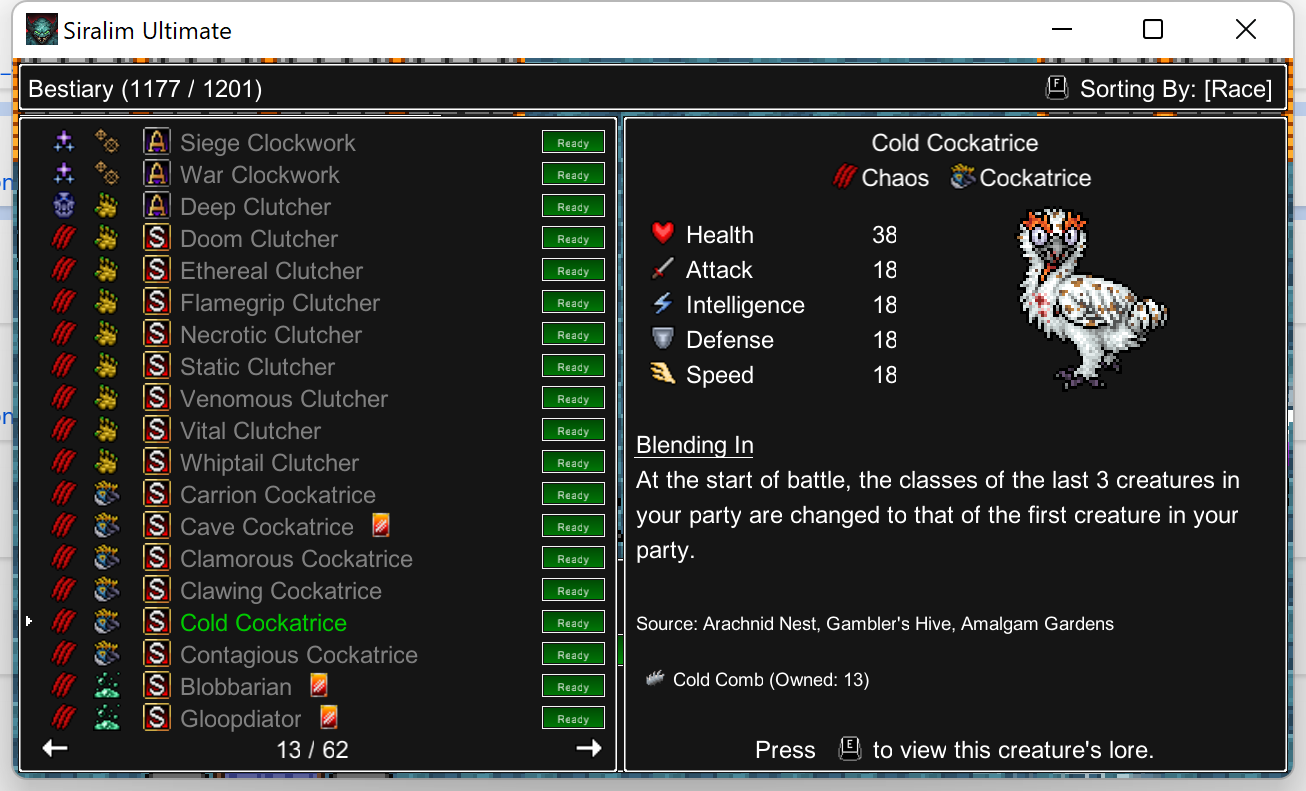 Siralim Ultimate
Bestiary (1177 / 1201)
F Sorting By: [Race]
A Siege Clockwork Ready
A War Clockwork Ready
A Deep Clutcher Ready
S Doom Clutcher Ready
S Ethereal Clutcher Ready
S Flamegrip Clutcher Ready
S Necrotic Clutcher Ready
S Static Clutcher Ready
S Venomous Clutcher Ready
S Vital Clutcher Ready
S Whiptail Clutcher Ready
S Carrion Cockatrice Ready
S Cave Cockatrice Ready
S Clamorous Cockatrice Ready
S Clawing Cockatrice Ready
S Cold Cockatrice Ready
S Contagious Cockatrice Ready
S Blobbarian Ready
S Gloopdiator Ready
13 / 62
Cold Cockatrice
Chaos Cockatrice
Health 38
Attack 18
Intelligence 18
Defense 18
Speed 18
Blending In
At the start of battle, the classes of the last 3 creatures in
your party are changed to that of the first creature in your
party.
Source: Arachnid Nest, Gambler's Hive, Amalgam Gardens
Cold Comb (Owned: 13)
Press E to view this creature's lore.